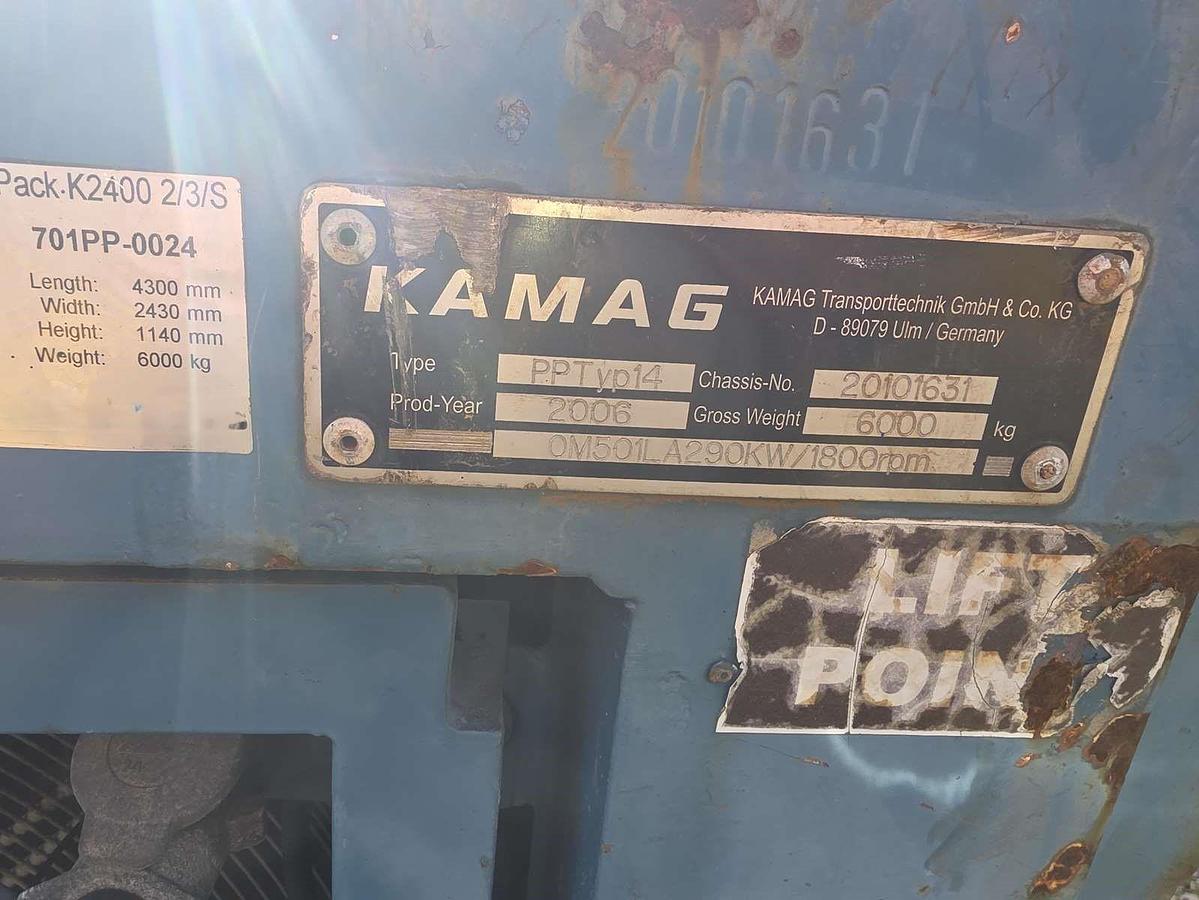 20101631
Pack K2400 2/3/S
701PP-0024
Length: 4300 mm
Width: 2430 mm
Height: 1140 mm
Weight: 6000 kg
KAMAG
KAMAG Transporttechnik GmbH & Co. KG
D - 89079 Ulm / Germany
Type PPTyp14 Chassis-No. 20101631
Prod-Year 2006 Gross Weight 6000 kg
OM501LA290KW/1800rpm
LIFT
POINT